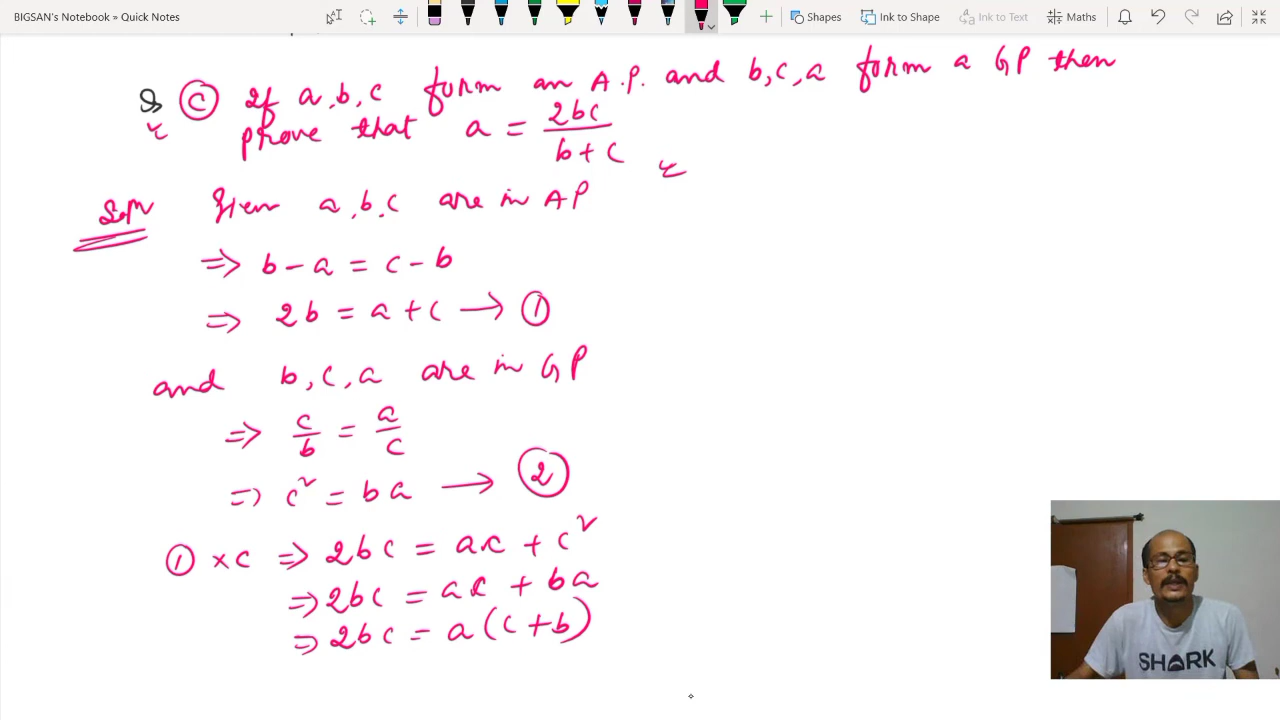 BIGSAN's Notebook » Quick Notes
Shapes
Ink to Shape
Ink to Text
Maths
Q (c) If a, b, c form an A.P. and b, c, a form a GP then
prove that a = 2bc / b+c
Soln Given a, b, c are in AP
⇒ b − a = c − b
⇒ 2b = a + c → ①
and b, c, a are in GP
⇒ c/b = a/c
⇒ c² = ba → ②
① × c ⇒ 2bc = ac + c²
⇒ 2bc = ac + ba
⇒ 2bc = a(c+b)
SHARK